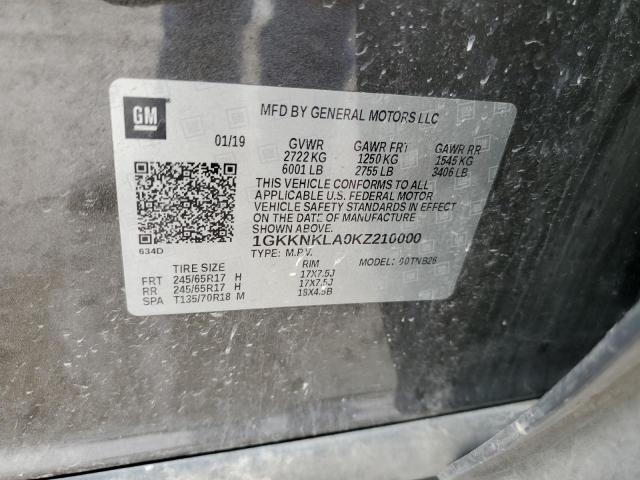 GM
MFD BY GENERAL MOTORS LLC
01/19 GVWR GAWR FRT GAWR RR
2722 KG 1250 KG 1545 KG
6001 LB 2755 LB 3406 LB
THIS VEHICLE CONFORMS TO ALL
APPLICABLE U.S. FEDERAL MOTOR
VEHICLE SAFETY STANDARDS IN EFFECT
ON THE DATE OF MANUFACTURE
SHOWN ABOVE.
634D
1GKKNKLA0KZ210000
TYPE: M.P.V. MODEL: 00TNB26
TIRE SIZE RIM
FRT 245/65R17 H 17X7.5J
RR 245/65R17 H 17X7.5J
SPA T135/70R18 M 18X4.5B